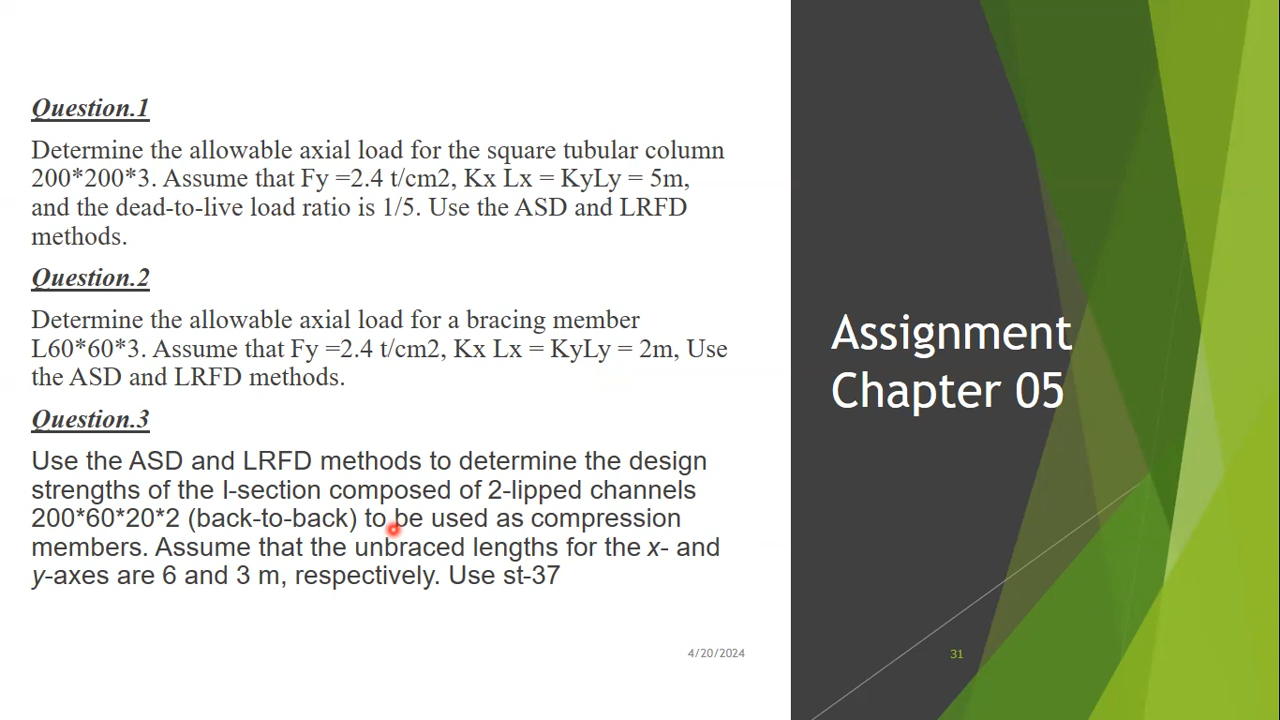 Question.1
Determine the allowable axial load for the square tubular column
200*200*3. Assume that Fy =2.4 t/cm2, Kx Lx = KyLy = 5m,
and the dead-to-live load ratio is 1/5. Use the ASD and LRFD
methods.
Question.2
Determine the allowable axial load for a bracing member
L60*60*3. Assume that Fy =2.4 t/cm2, Kx Lx = KyLy = 2m, Use
the ASD and LRFD methods.
Question.3
Use the ASD and LRFD methods to determine the design
strengths of the I-section composed of 2-lipped channels
200*60*20*2 (back-to-back) to be used as compression
members. Assume that the unbraced lengths for the x- and
y-axes are 6 and 3 m, respectively. Use st-37
Assignment
Chapter 05
4/20/2024
31